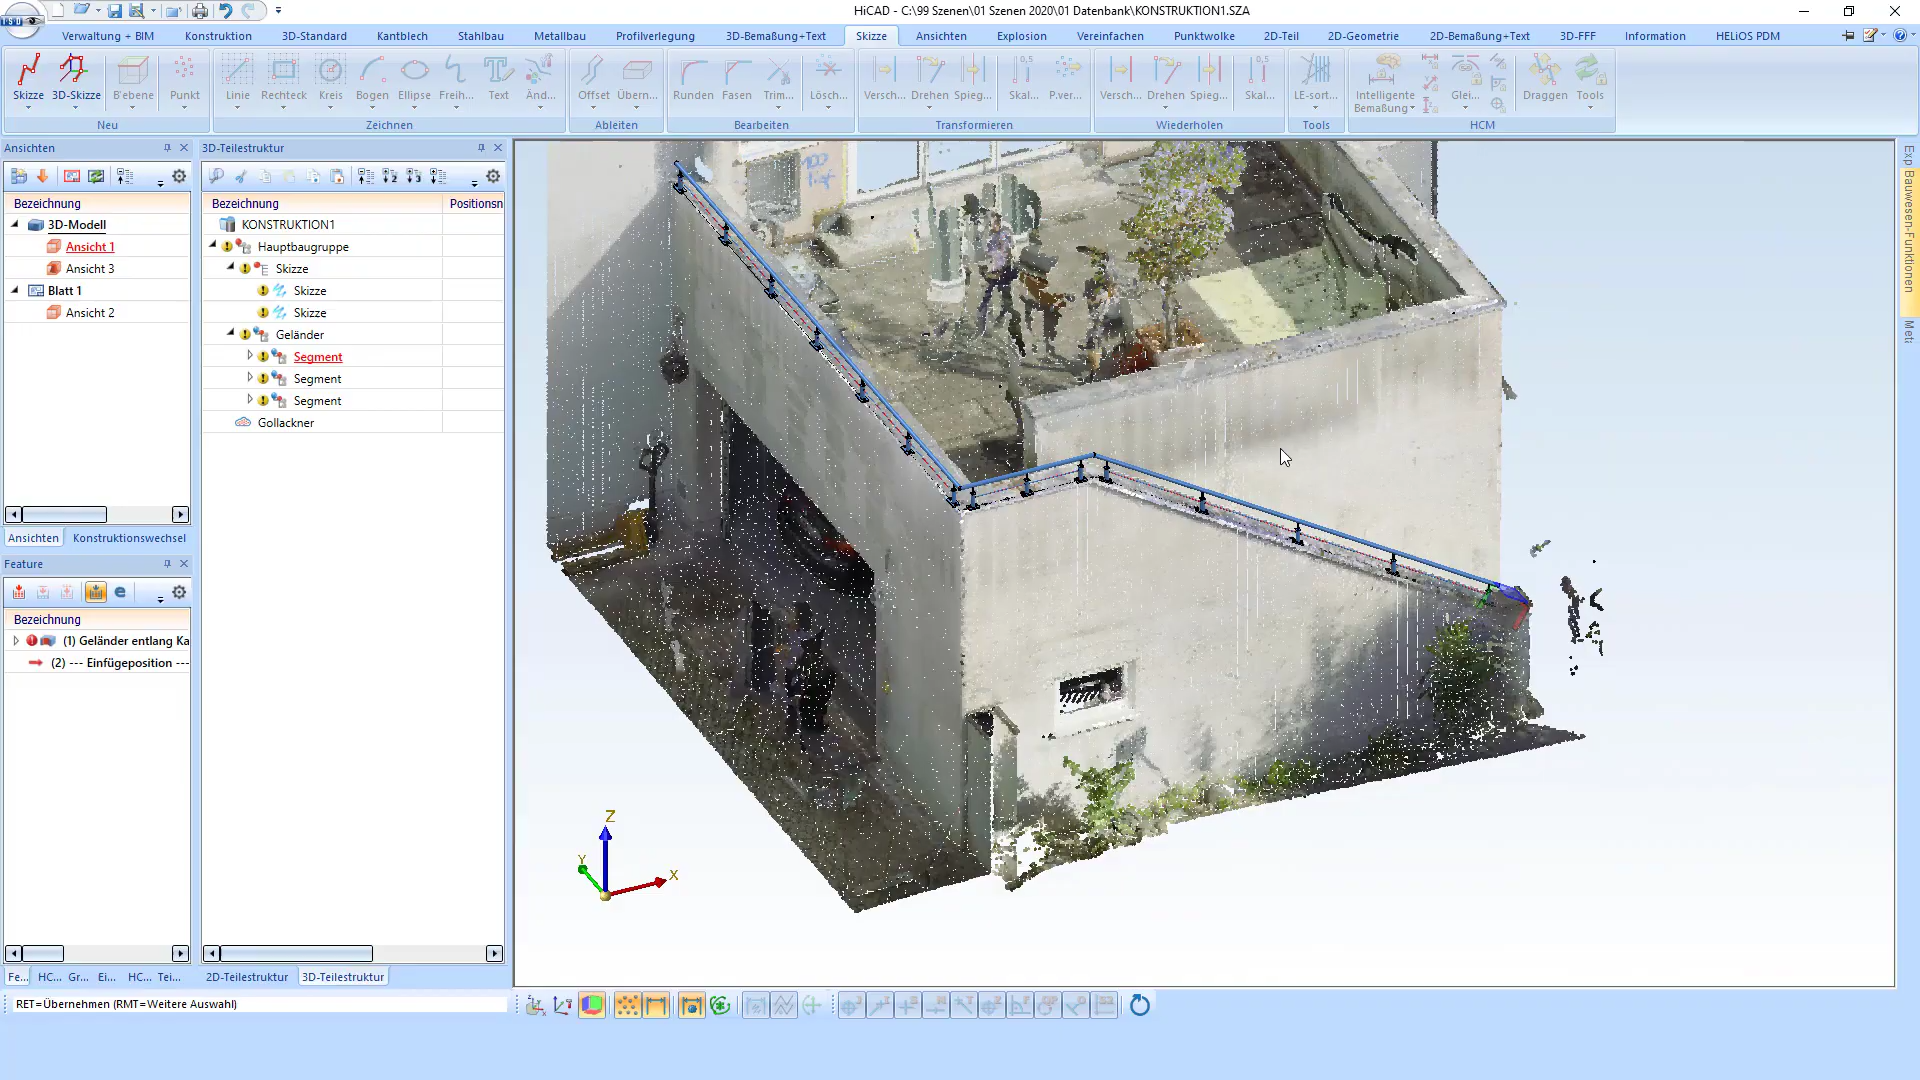 HiCAD - C:\99 Szenen\01 Szenen 2020\01 Datenbank\KONSTRUKTION1.SZA
ISD
Verwaltung + BIM Konstruktion 3D-Standard Kantblech Stahlbau Metallbau Profilverlegung 3D-Bemaßung+Text Skizze Ansichten Explosion Vereinfachen Punktwolke 2D-Teil 2D-Geometrie 2D-Bemaßung+Text 3D-FFF Information HELiOS PDM
Skizze 3D-Skizze B'ebene Punkt Linie Rechteck Kreis Bogen Ellipse Freih... Text Änd... Offset Übern... Runden Fasen Trim... Lösch... Versch... Drehen Spieg... Skal... P.ver... Versch... Drehen Spieg... Skal... LE-sort... Intelligente Bemaßung Glei... Draggen Tools
Neu Zeichnen Ableiten Bearbeiten Transformieren Wiederholen Tools HCM
Ansichten
Bezeichnung
3D-Modell
Ansicht 1
Ansicht 3
Blatt 1
Ansicht 2
Ansichten Konstruktionswechsel
Feature
Bezeichnung
(1) Geländer entlang Ka
(2) --- Einfügeposition ---
Fe... HC... Gr... Ei... HC... Tei...
3D-Teilestruktur
Bezeichnung Positionsn
KONSTRUKTION1
Hauptbaugruppe
Skizze
Skizze
Skizze
Geländer
Segment
Segment
Segment
Gollackner
2D-Teilestruktur 3D-Teilestruktur
Z
Y
X
Exp
Bauwesen-Funktionen
RET=Übernehmen (RMT=Weitere Auswahl)